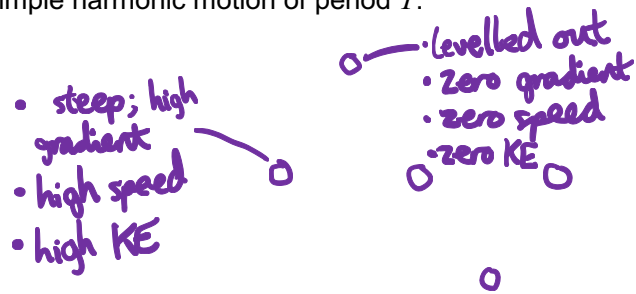 imple harmonic motion of period T.
• steep; high
gradient
• high speed
• high KE
• Levelled out
• zero gradient
• zero speed
• zero KE